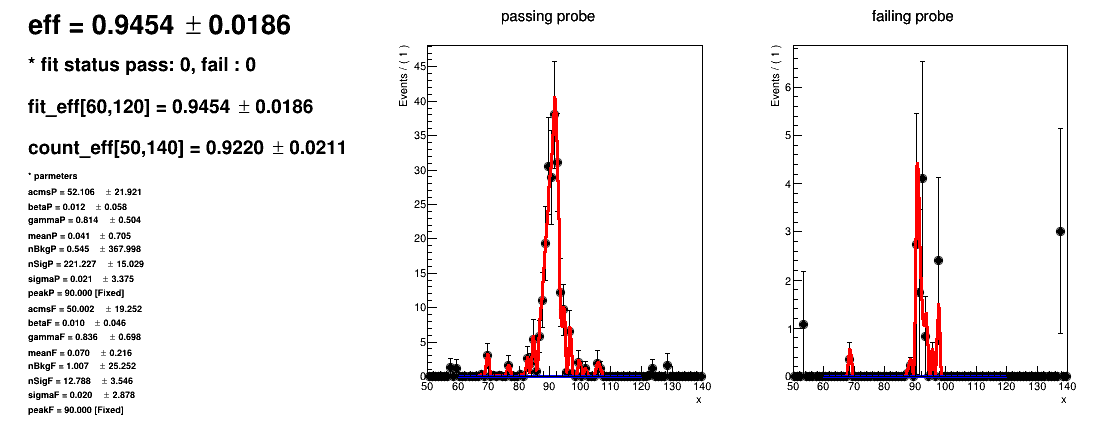 eff = 0.9454 ± 0.0186
* fit status pass: 0, fail : 0
fit_eff[60,120] = 0.9454 ± 0.0186
count_eff[50,140] = 0.9220 ± 0.0211
* parmeters
acmsP = 52.106 ± 21.921
betaP = 0.012 ± 0.058
gammaP = 0.814 ± 0.504
meanP = 0.041 ± 0.705
nBkgP = 0.545 ± 367.998
nSigP = 221.227 ± 15.029
sigmaP = 0.021 ± 3.375
peakP = 90.000 [Fixed]
acmsF = 50.002 ± 19.252
betaF = 0.010 ± 0.046
gammaF = 0.836 ± 0.698
meanF = 0.070 ± 0.216
nBkgF = 1.007 ± 25.252
nSigF = 12.788 ± 3.546
sigmaF = 0.020 ± 2.878
peakF = 90.000 [Fixed]
passing probe
Events / ( 1 )
45
40
35
30
25
20
15
10
5
0
50 60 70 80 90 100 110 120 130 140
x
failing probe
Events / ( 1 )
6
5
4
3
2
1
0
50 60 70 80 90 100 110 120 130 140
x